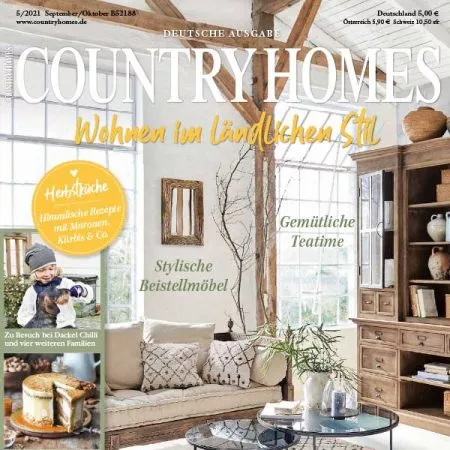 5/2021 September/Oktober B52188
www.countryhomes.de
Deutschland 5,00 €
Österreich 5,90 € Schweiz 10,50 sfr
DEUTSCHE AUSGABE
COUNTRY HOMES
Wohnen im Ländlichen Stil
Herbstküche
Himmlische Rezepte
mit Maronen,
Kürbis & Co.
Gemütliche
Teatime
Stylische
Beistellmöbel
Zu Besuch bei Dackel Chilli
und vier weiteren Familien